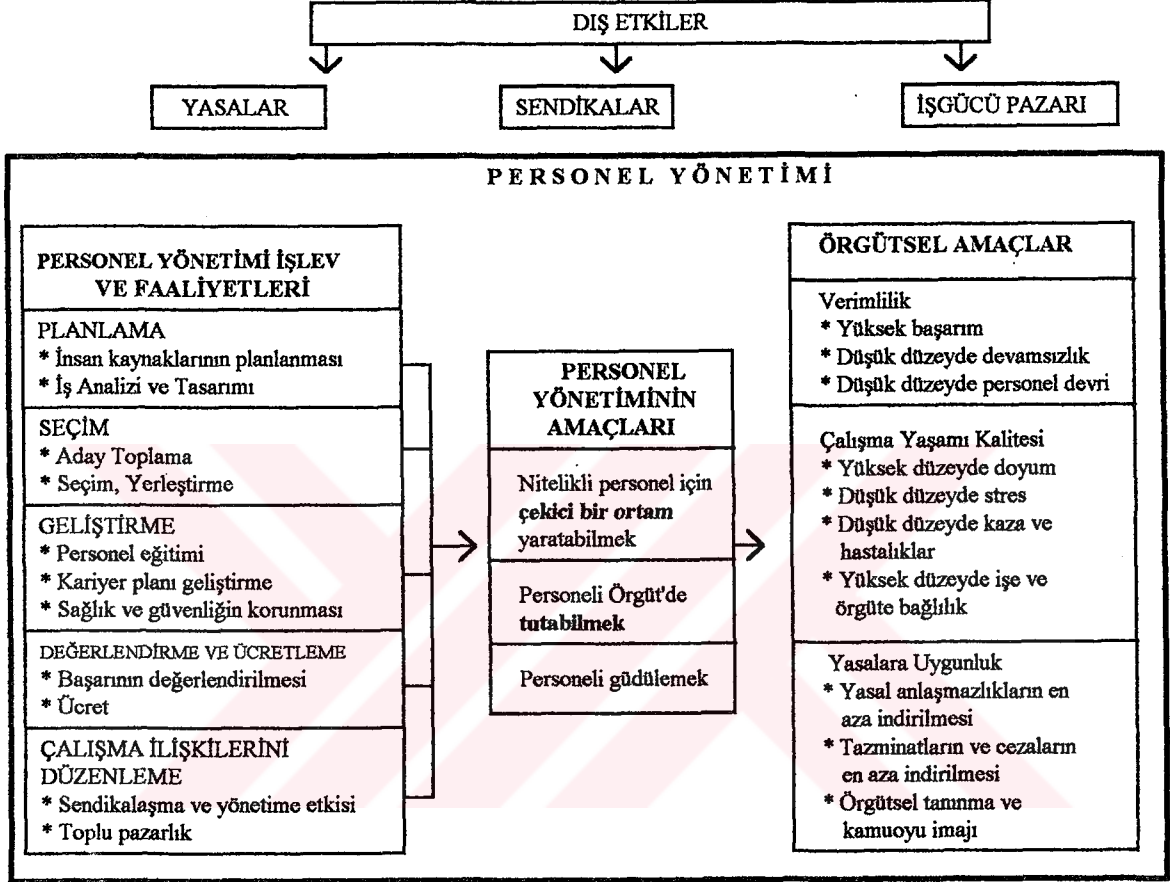 DIŞ ETKİLER
YASALAR
SENDİKALAR
İŞGÜCÜ PAZARI
PERSONEL YÖNETİMİ
PERSONEL YÖNETİMİ İŞLEV
VE FAALİYETLERİ
PLANLAMA
* İnsan kaynaklarının planlanması
* İş Analizi ve Tasarımı
SEÇİM
* Aday Toplama
* Seçim, Yerleştirme
GELİŞTİRME
* Personel eğitimi
* Kariyer planı geliştirme
* Sağlık ve güvenliğin korunması
DEĞERLENDİRME VE ÜCRETLEME
* Başarının değerlendirilmesi
* Ücret
ÇALIŞMA İLİŞKİLERİNİ
DÜZENLEME
* Sendikalaşma ve yönetime etkisi
* Toplu pazarlık
PERSONEL
YÖNETİMİNİN
AMAÇLARI
Nitelikli personel için
çekici bir ortam
yaratabilmek
Personeli Örgüt'de
tutabilmek
Personeli güdülemek
ÖRGÜTSEL AMAÇLAR
Verimlilik
* Yüksek başarım
* Düşük düzeyde devamsızlık
* Düşük düzeyde personel devri
Çalışma Yaşamı Kalitesi
* Yüksek düzeyde doyum
* Düşük düzeyde stres
* Düşük düzeyde kaza ve
hastalıklar
* Yüksek düzeyde işe ve
örgüte bağlılık
Yasalara Uygunluk
* Yasal anlaşmazlıkların en
aza indirilmesi
* Tazminatların ve cezaların
en aza indirilmesi
* Örgütsel tanınma ve
kamuoyu imajı